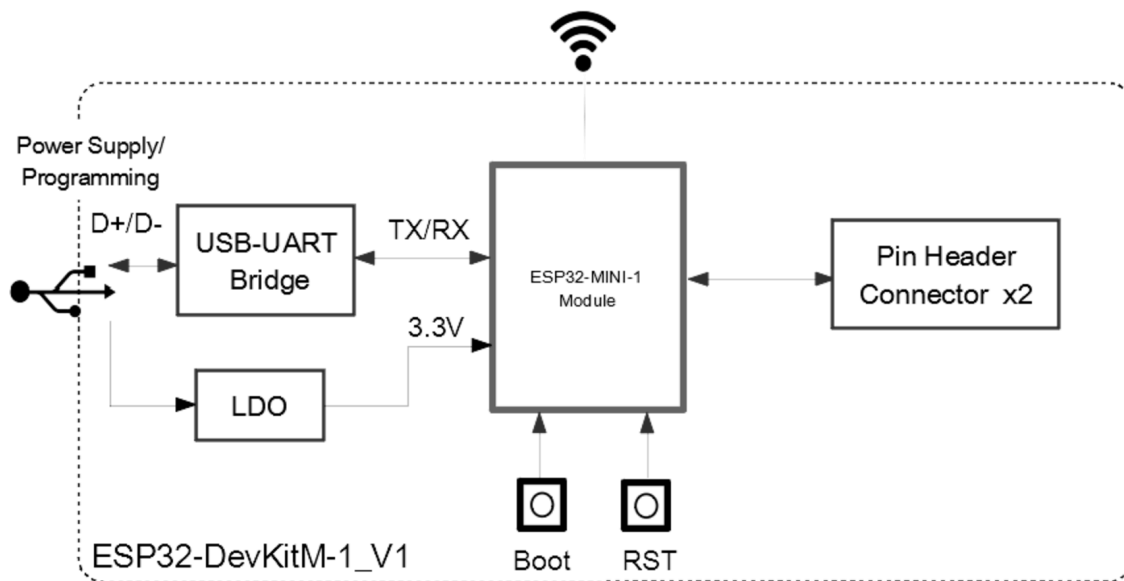 Power Supply/
Programming
D+/D-
USB-UART
Bridge
TX/RX
ESP32-MINI-1
Module
Pin Header
Connector x2
3.3V
LDO
Boot
RST
ESP32-DevKitM-1_V1